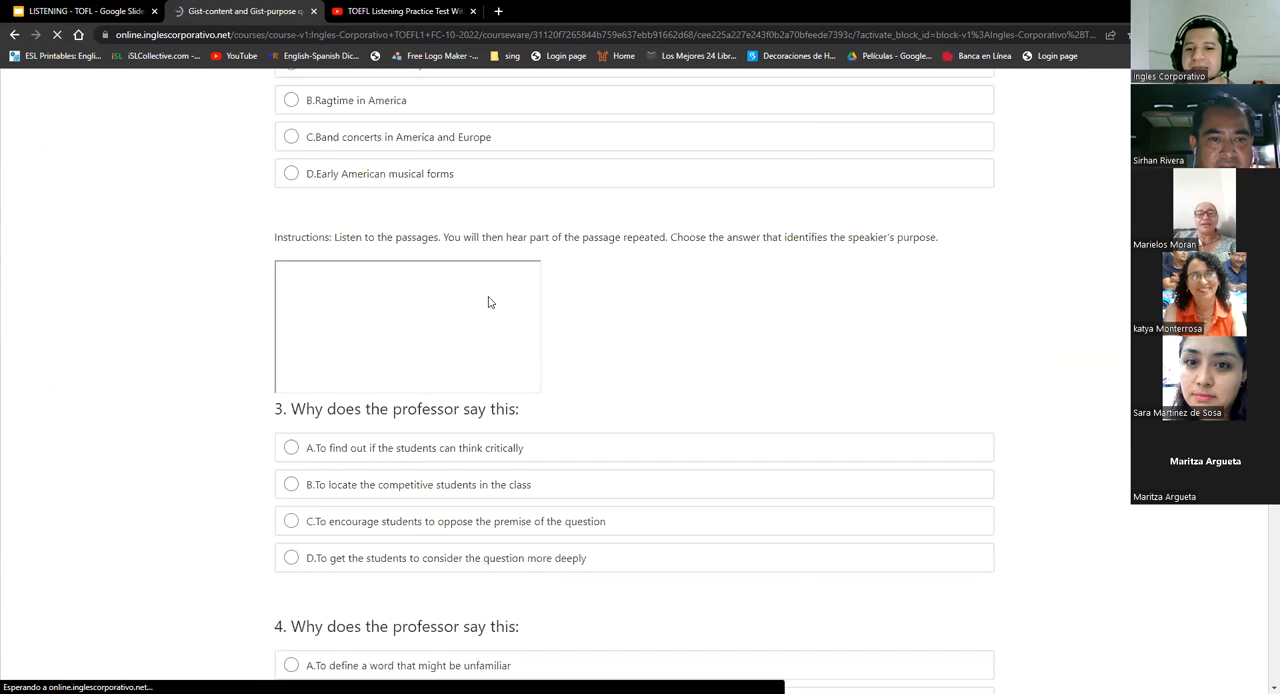 LISTENING - TOFL - Google Slide
Gist-content and Gist-purpose q
TOEFL Listening Practice Test Wit
online.inglescorporativo.net/courses/course-v1:Ingles-Corporativo+TOEFL1+FC-10-2022/courseware/31120f7265844b759e637ebb91662d68/cee225a227e243f0b2a70bfeede7393c/?activate_block_id=block-v1%3AIngles-Corporativo%2BT...
ESL Printables: Engli...
iSLCollective.com -...
YouTube
English-Spanish Dic...
Free Logo Maker -...
sing
Login page
Home
Los Mejores 24 Libr...
Decoraciones de H...
Películas - Google...
Banca en Línea
Login page
B.Ragtime in America
C.Band concerts in America and Europe
D.Early American musical forms
Instructions: Listen to the passages. You will then hear part of the passage repeated. Choose the answer that identifies the speakier's purpose.
3. Why does the professor say this:
A.To find out if the students can think critically
B.To locate the competitive students in the class
C.To encourage students to oppose the premise of the question
D.To get the students to consider the question more deeply
4. Why does the professor say this:
A.To define a word that might be unfamiliar
Esperando a online.inglescorporativo.net...
Ingles Corporativo
Sirhan Rivera
Marielos Moran
katya Monterrosa
Sara Martinez de Sosa
Maritza Argueta
Maritza Argueta